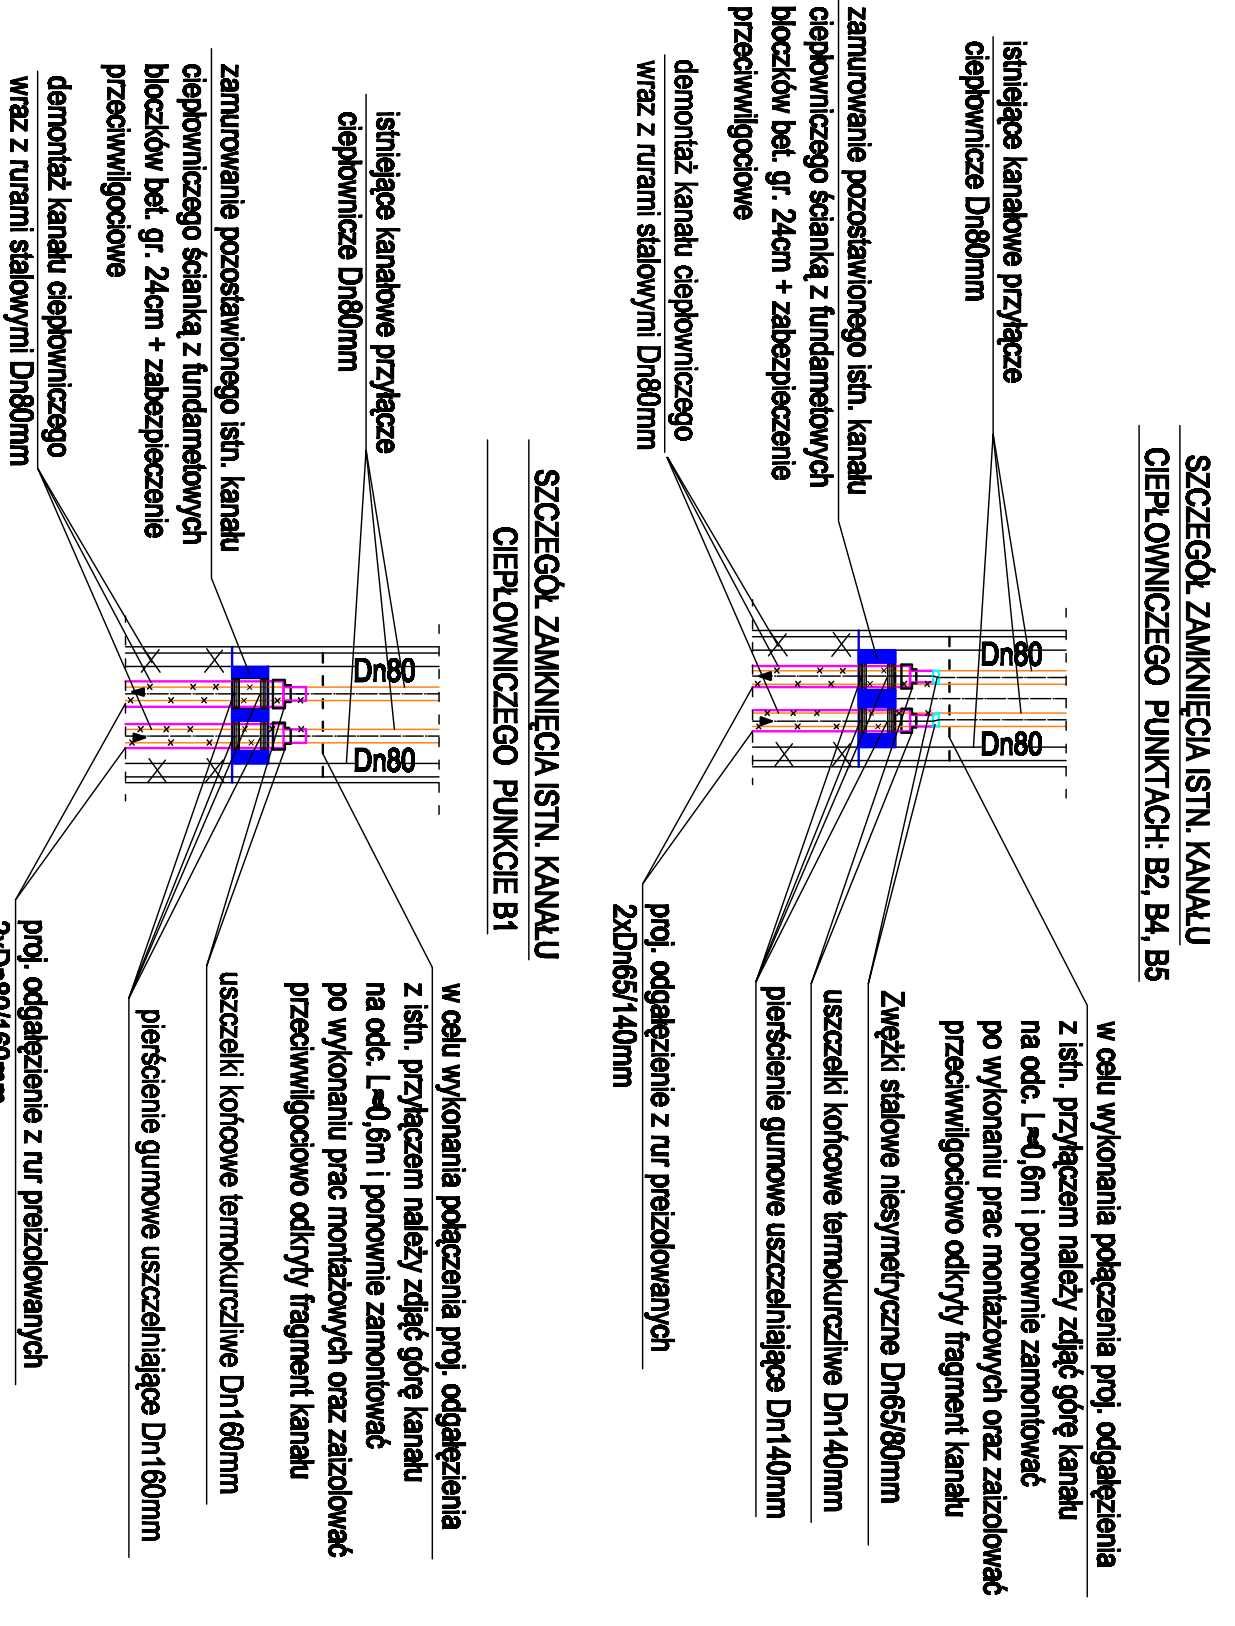 SZCZEGÓŁ ZAMKNIĘCIA ISTN. KANAŁU
CIEPŁOWNICZEGO PUNKTACH: B2, B4, B5
istniejące kanałowe przyłącze
ciepłownicze Dn80mm
zamurowanie pozostawionego istn. kanału
ciepłowniczego ścianką z fundametowych
bloczków bet. gr. 24cm + zabezpieczenie
przeciwwilgociowe
demontaż kanału ciepłowniczego
wraz z rurami stalowymi Dn80mm
Dn80
Dn80
w celu wykonania połączenia proj. odgałęzienia
z istn. przyłączem należy zdjąć górę kanału
na odc. L≈0,6m i ponownie zamontować
po wykonaniu prac montażowych oraz zaizolować
przeciwwilgociowo odkryty fragment kanału
Zwężki stalowe niesymetryczne Dn65/80mm
uszczelki końcowe termokurczliwe Dn140mm
pierścienie gumowe uszczelniające Dn140mm
proj. odgałęzienie z rur preizolowanych
2xDn65/140mm
SZCZEGÓŁ ZAMKNIĘCIA ISTN. KANAŁU
CIEPŁOWNICZEGO PUNKCIE B1
istniejące kanałowe przyłącze
ciepłownicze Dn80mm
zamurowanie pozostawionego istn. kanału
ciepłowniczego ścianką z fundametowych
bloczków bet. gr. 24cm + zabezpieczenie
przeciwwilgociowe
demontaż kanału ciepłowniczego
wraz z rurami stalowymi Dn80mm
Dn80
Dn80
w celu wykonania połączenia proj. odgałęzienia
z istn. przyłączem należy zdjąć górę kanału
na odc. L≈0,6m i ponownie zamontować
po wykonaniu prac montażowych oraz zaizolować
przeciwwilgociowo odkryty fragment kanału
uszczelki końcowe termokurczliwe Dn160mm
pierścienie gumowe uszczelniające Dn160mm
proj. odgałęzienie z rur preizolowanych